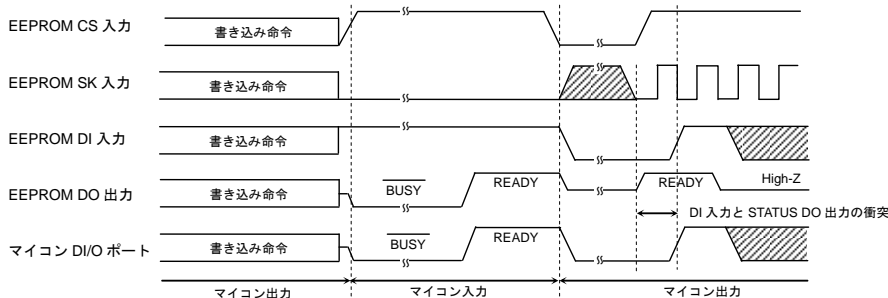 EEPROM CS 入力
書き込み命令
EEPROM SK 入力
書き込み命令
EEPROM DI 入力
書き込み命令
EEPROM DO 出力
書き込み命令
BUSY
READY
READY
High-Z
DI 入力と STATUS DO 出力の衝突
マイコン DI/O ポート
書き込み命令
BUSY
READY
マイコン出力
マイコン入力
マイコン出力